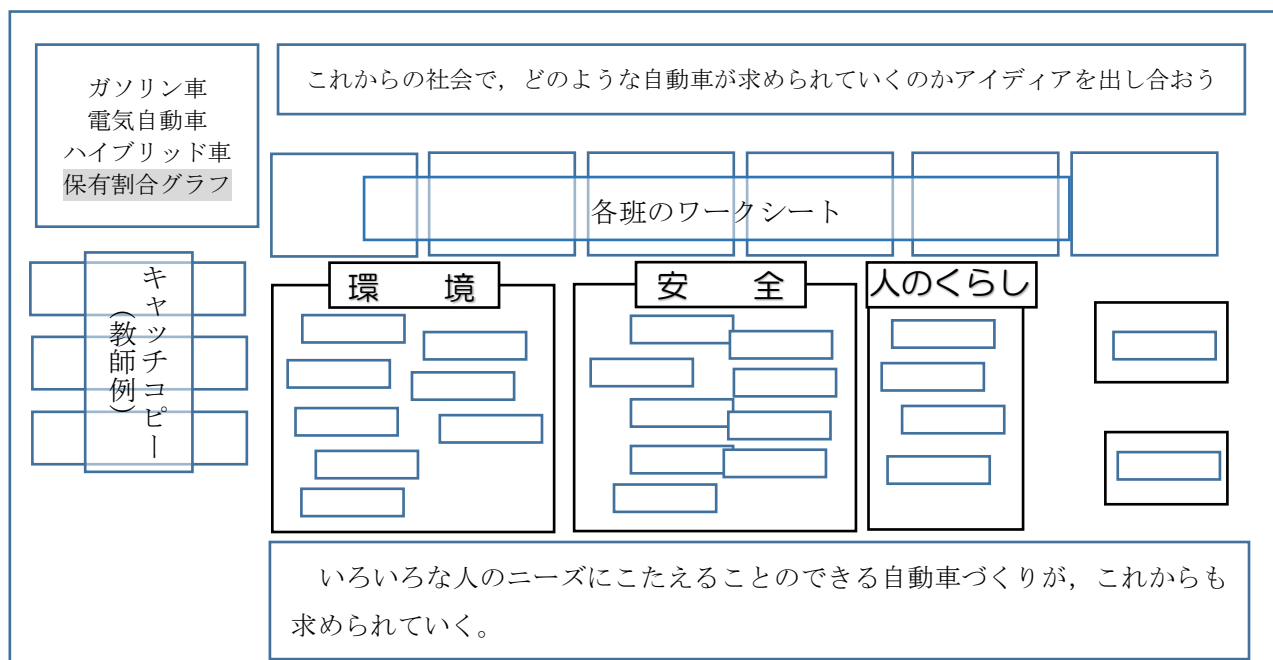 ガソリン車
電気自動車
ハイブリッド車
保有割合グラフ
これからの社会で，どのような自動車が求められていくのかアイディアを出し合おう
各班のワークシート
キャッチコピー
（教師例）
環　境
安　全
人のくらし
いろいろな人のニーズにこたえることのできる自動車づくりが，これからも
求められていく。